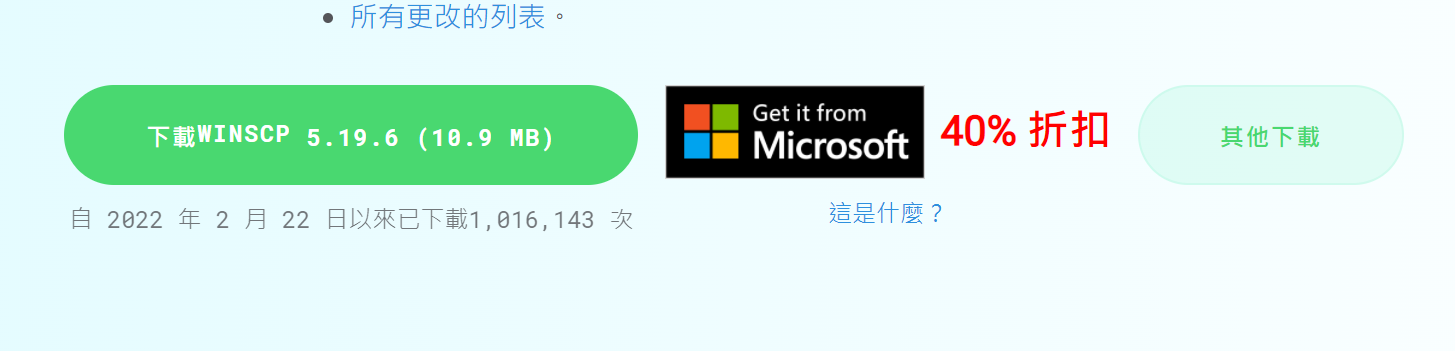 所有更改的列表。
下載WINSCP 5.19.6 (10.9 MB)
Get it from
Microsoft
40% 折扣
其他下載
自 2022 年 2 月 22 日以來已下載1,016,143 次
這是什麼？